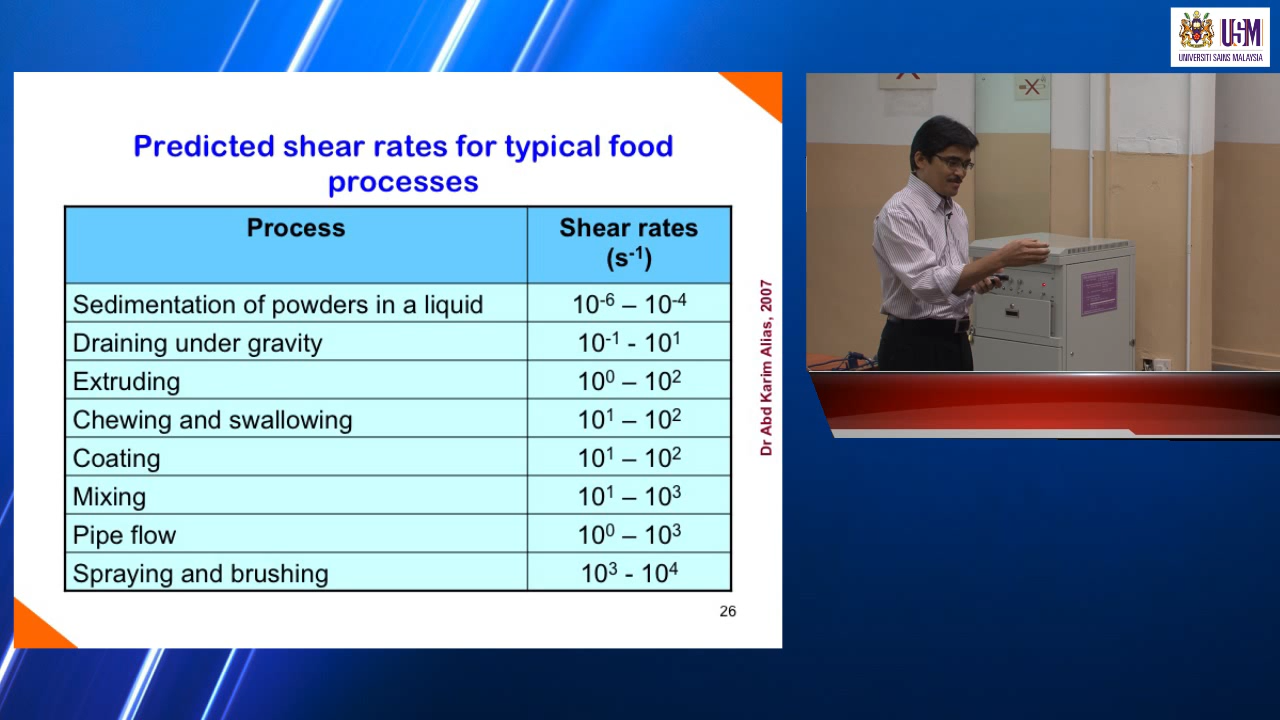 USM
UNIVERSITI SAINS MALAYSIA
Predicted shear rates for typical food
processes
Process
Shear rates
(s⁻¹)
Sedimentation of powders in a liquid
10⁻⁶ – 10⁻⁴
Draining under gravity
10⁻¹ - 10¹
Extruding
10⁰ – 10²
Chewing and swallowing
10¹ – 10²
Coating
10¹ – 10²
Mixing
10¹ – 10³
Pipe flow
10⁰ – 10³
Spraying and brushing
10³ - 10⁴
Dr Abd Karim Alias, 2007
26